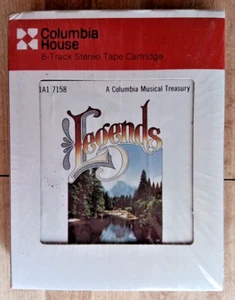 Columbia
House
8-Track Stereo Tape Cartridge
1A1 7158 A Columbia Musical Treasury
Legends